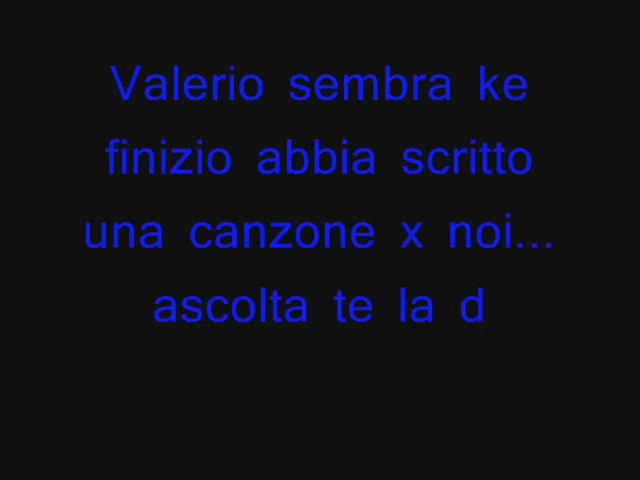 Valerio sembra ke
finizio abbia scritto
una canzone x noi...
ascolta te la d